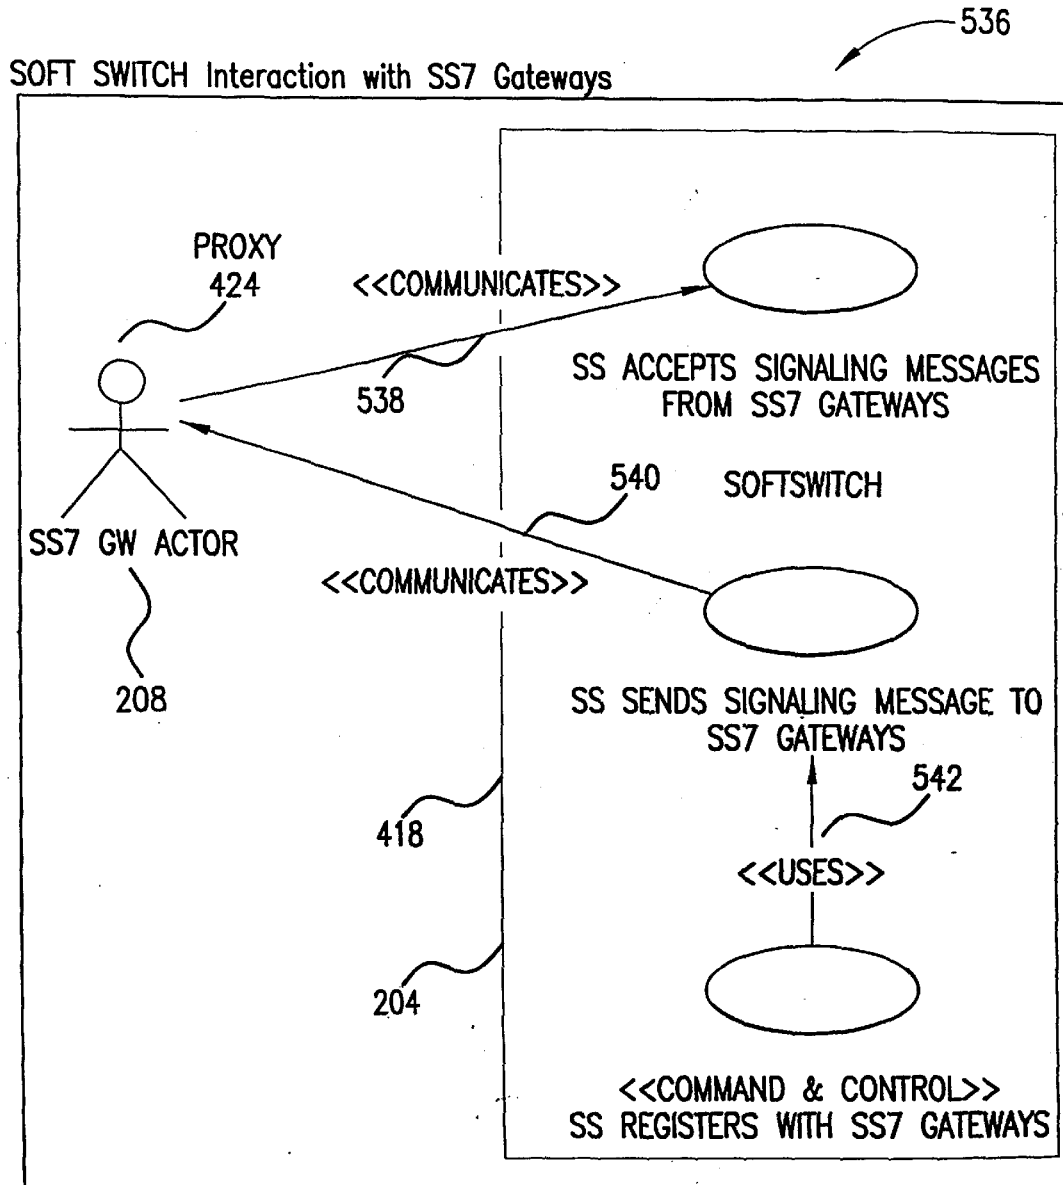 536
SOFT SWITCH Interaction with SS7 Gateways
PROXY
424
<<COMMUNICATES>>
538
SS ACCEPTS SIGNALING MESSAGES
FROM SS7 GATEWAYS
540
SOFTSWITCH
SS7 GW ACTOR
<<COMMUNICATES>>
208
SS SENDS SIGNALING MESSAGE TO
SS7 GATEWAYS
542
418
<<USES>>
204
<<COMMAND & CONTROL>>
SS REGISTERS WITH SS7 GATEWAYS